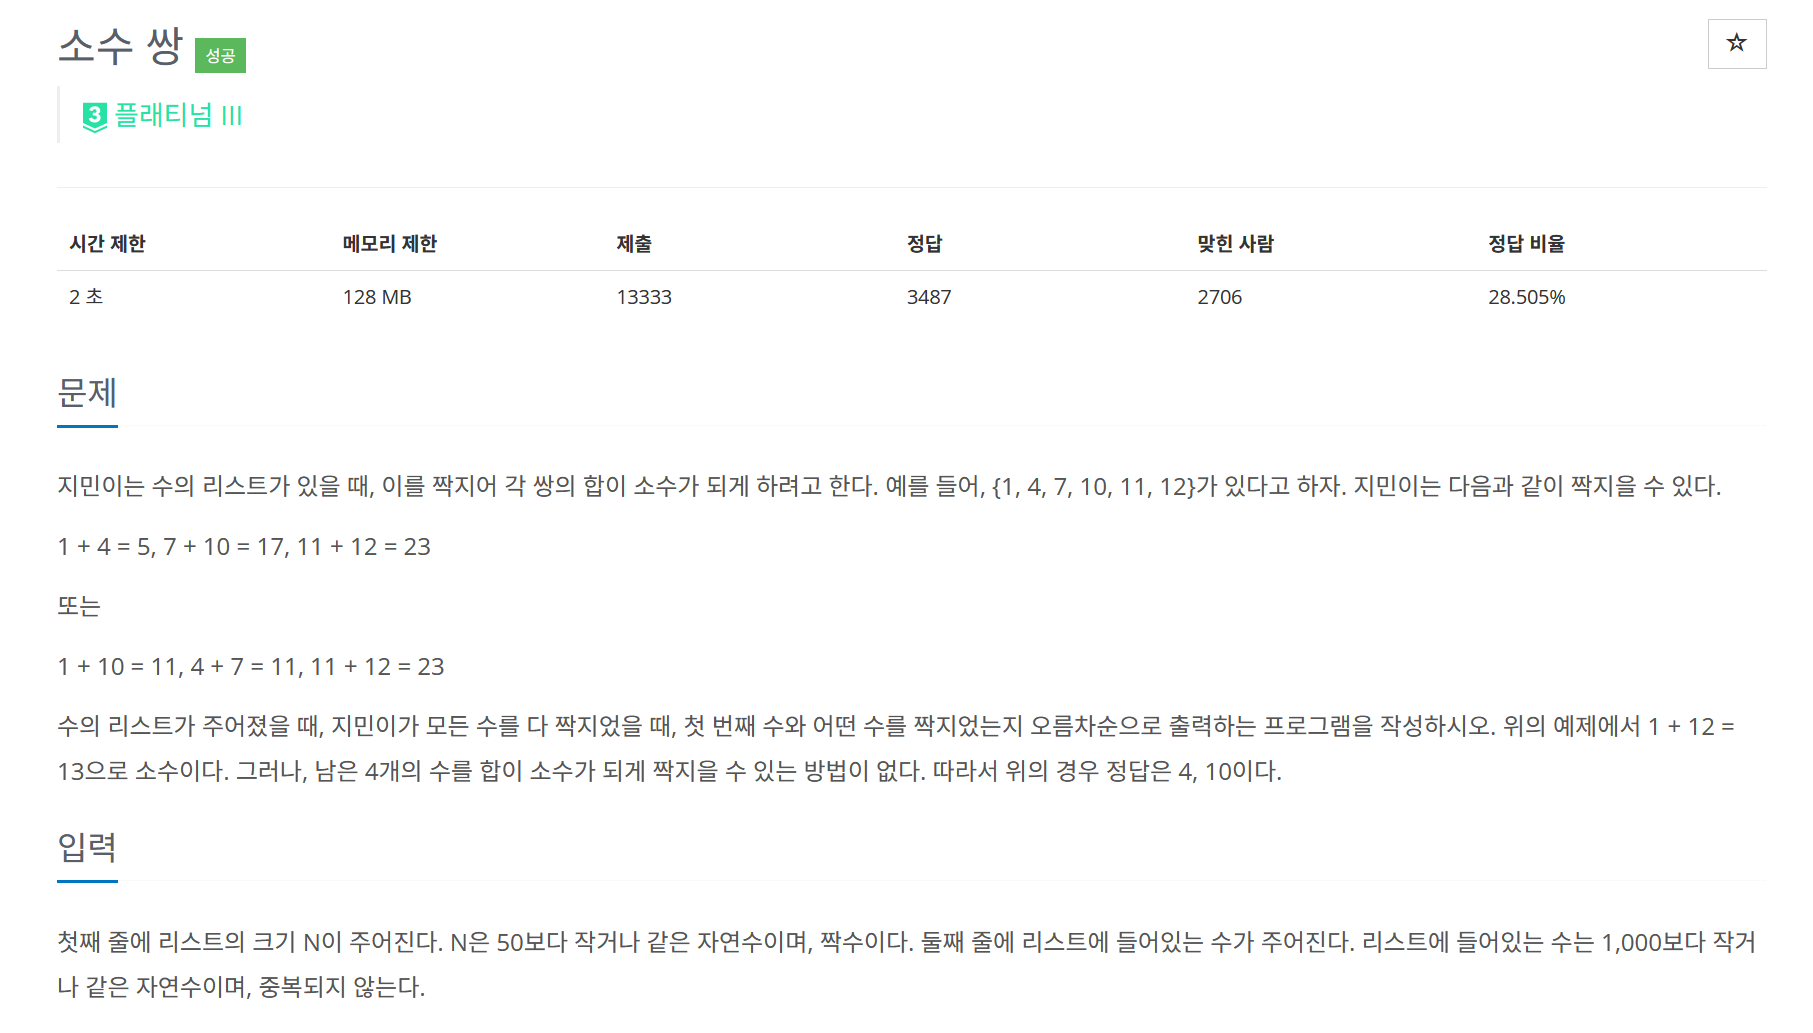 소수 쌍 성공
3 플래티넘 III
시간 제한 메모리 제한 제출 정답 맞힌 사람 정답 비율
2 초 128 MB 13333 3487 2706 28.505%
문제
지민이는 수의 리스트가 있을 때, 이를 짝지어 각 쌍의 합이 소수가 되게 하려고 한다. 예를 들어, {1, 4, 7, 10, 11, 12}가 있다고 하자. 지민이는 다음과 같이 짝지을 수 있다.
1 + 4 = 5, 7 + 10 = 17, 11 + 12 = 23
또는
1 + 10 = 11, 4 + 7 = 11, 11 + 12 = 23
수의 리스트가 주어졌을 때, 지민이가 모든 수를 다 짝지었을 때, 첫 번째 수와 어떤 수를 짝지었는지 오름차순으로 출력하는 프로그램을 작성하시오. 위의 예제에서 1 + 12 =
13으로 소수이다. 그러나, 남은 4개의 수를 합이 소수가 되게 짝지을 수 있는 방법이 없다. 따라서 위의 경우 정답은 4, 10이다.
입력
첫째 줄에 리스트의 크기 N이 주어진다. N은 50보다 작거나 같은 자연수이며, 짝수이다. 둘째 줄에 리스트에 들어있는 수가 주어진다. 리스트에 들어있는 수는 1,000보다 작거
나 같은 자연수이며, 중복되지 않는다.